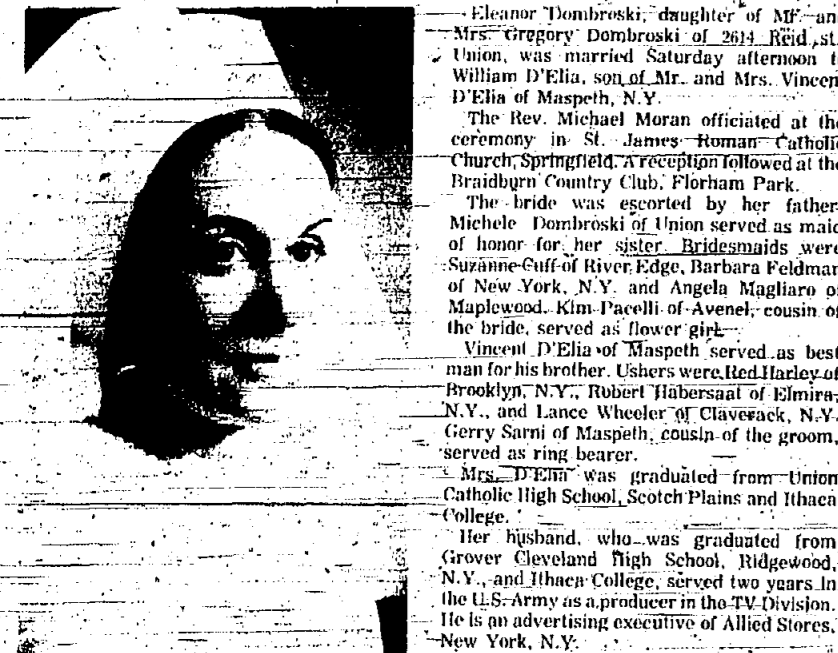 Eleanor Dombroski, daughter of Mr. an
Mrs. Gregory Dombroski of 2614 Reid st.
Union, was married Saturday afternoon t
William D'Elia, son of Mr. and Mrs. Vincen
D'Elia of Maspeth, N.Y.
The Rev. Michael Moran officiated at the
ceremony in St. James Roman Catholic
Church, Springfield. A reception followed at the
Braidburn Country Club, Florham Park.
The bride was escorted by her father.
Michele Dombroski of Union served as maid
of honor for her sister. Bridesmaids were
Suzanne Cuff of River Edge, Barbara Feldman
of New York, N.Y. and Angela Magliaro of
Maplewood. Kim Pacelli of Avenel, cousin of
the bride, served as flower girl.
Vincent D'Elia of Maspeth served as best
man for his brother. Ushers were Red Harley of
Brooklyn, N.Y., Robert Habersaat of Elmira,
N.Y., and Lance Wheeler of Claverack, N.Y.
Gerry Sarni of Maspeth, cousin of the groom,
served as ring bearer.
Mrs. D'Elia was graduated from Union
Catholic High School, Scotch Plains and Ithaca
College.
Her husband, who was graduated from
Grover Cleveland High School, Ridgewood,
N.Y., and Ithaca College, served two years in
the U.S. Army as a producer in the TV Division.
He is an advertising executive of Allied Stores,
New York, N.Y.